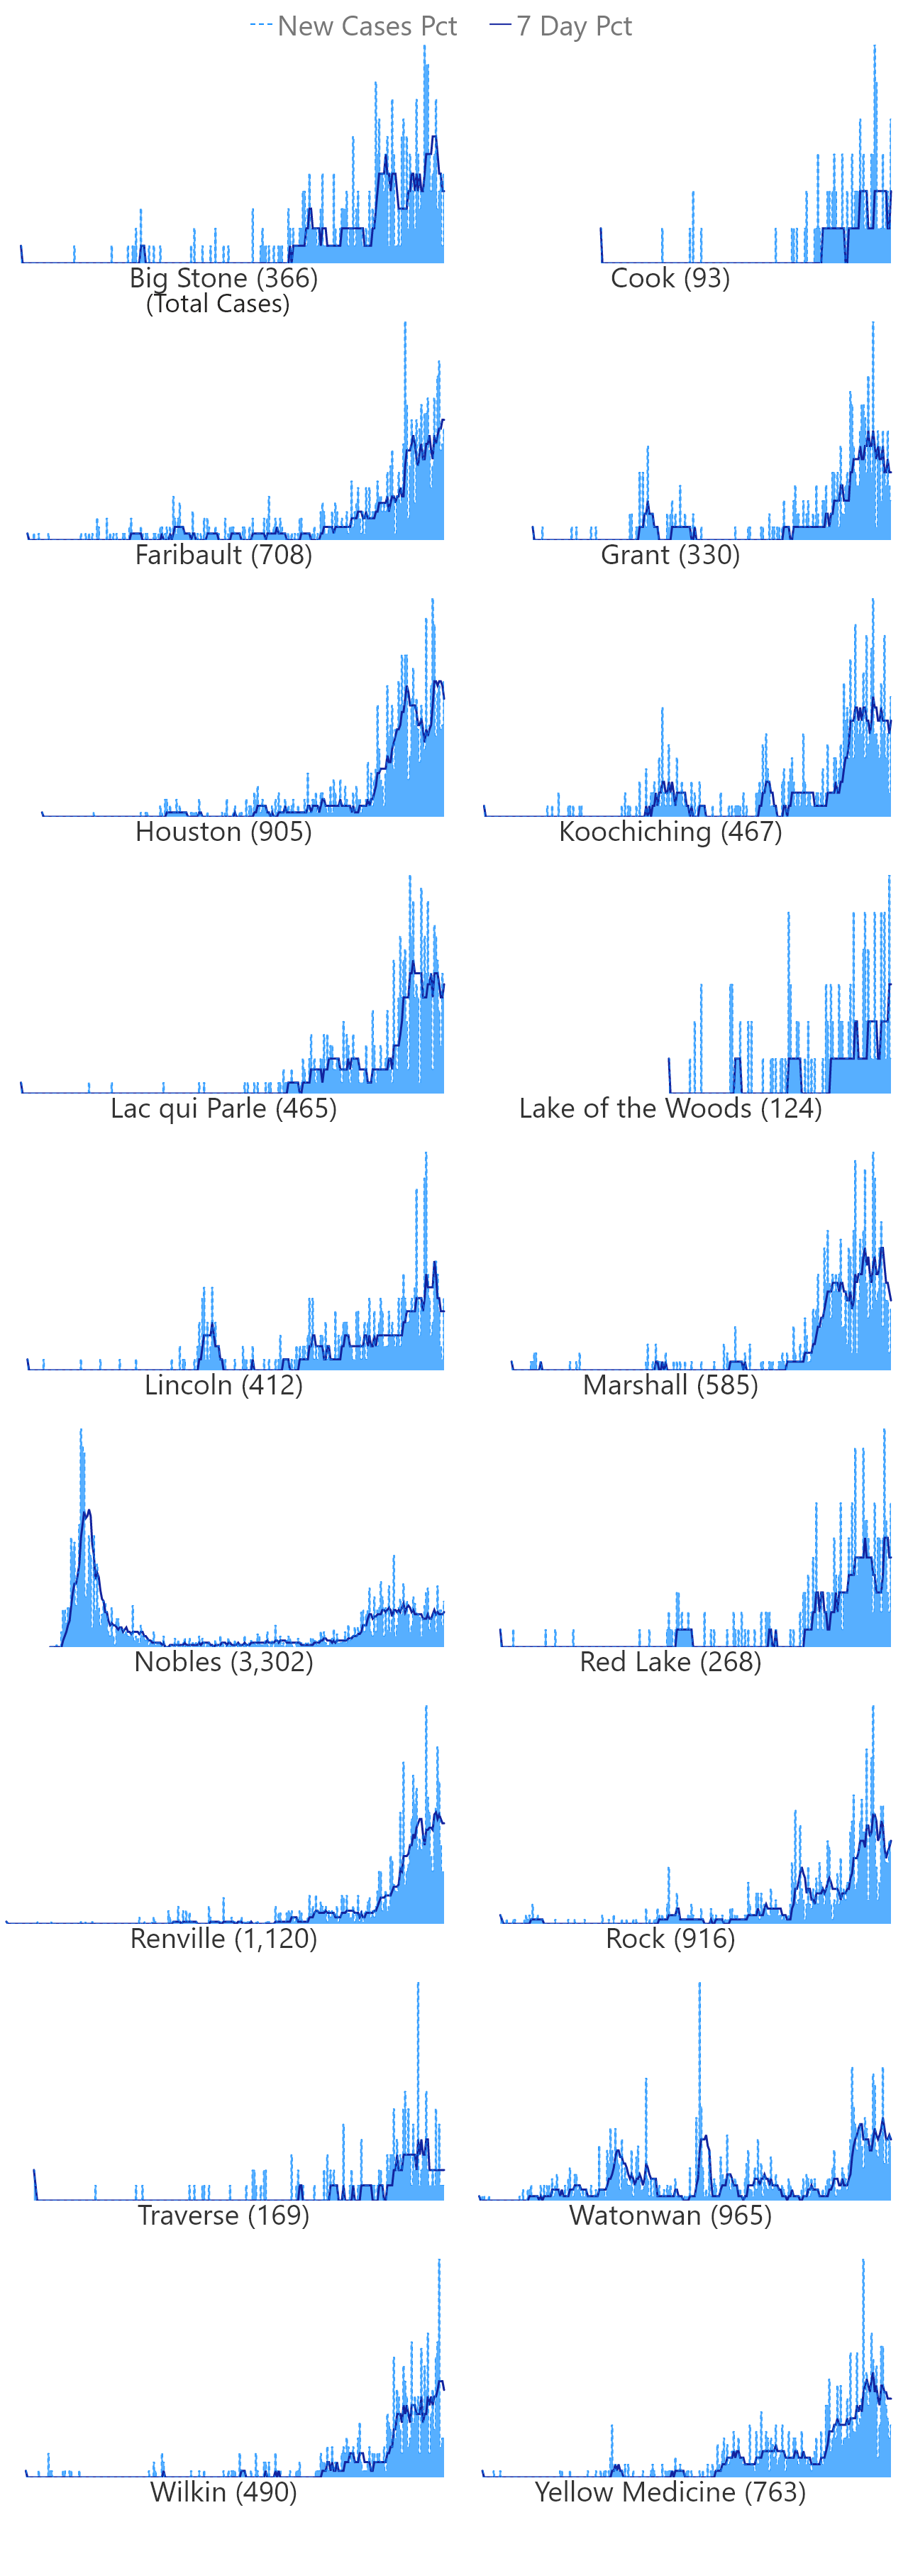 New Cases Pct 7 Day Pct
Big Stone (366) Cook (93)
(Total Cases)
Faribault (708) Grant (330)
Houston (905) Koochiching (467)
Lac qui Parle (465) Lake of the Woods (124)
Lincoln (412) Marshall (585)
Nobles (3,302) Red Lake (268)
Renville (1,120) Rock (916)
Traverse (169) Watonwan (965)
Wilkin (490) Yellow Medicine (763)